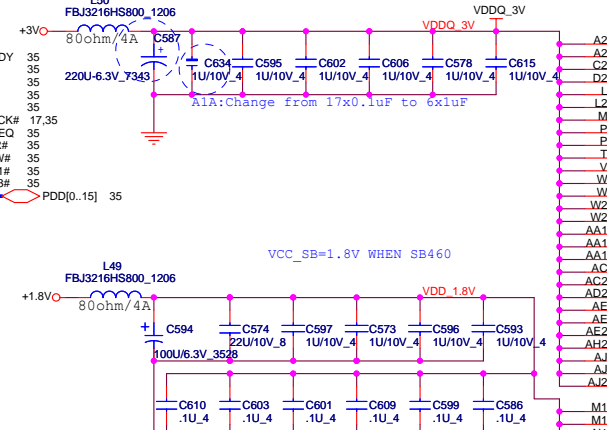 L50
FBJ3216HS800_1206
VDDQ_3V
+3V
80ohm/4A
C587
VDDQ_3V
+
220U-6.3V_7343
C634
1U/10V_4
C595
1U/10V_4
C602
1U/10V_4
C606
1U/10V_4
C578
1U/10V_4
C615
1U/10V_4
A1A:Change from 17x0.1uF to 6x1uF
DY 35
35
35
35
35
CK# 17,35
EQ 35
# 35
W# 35
1# 35
3# 35
PDD[0..15] 35
A2
A2
C2
D2
L
L2
M
P
P
T
V
W
W
W2
W2
AA1
AA1
AA1
AC
AC2
AD2
AE
AE
AE2
AH2
AJ
AJ
AJ2
M1
M1
VCC_SB=1.8V WHEN SB460
L49
FBJ3216HS800_1206
+1.8V
80ohm/4A
VDD_1.8V
+
C594
100U/6.3V_3528
C574
22U/10V_8
C597
1U/10V_4
C573
1U/10V_4
C596
1U/10V_4
C593
1U/10V_4
C610
.1U_4
C603
.1U_4
C601
.1U_4
C609
.1U_4
C599
.1U_4
C586
.1U_4